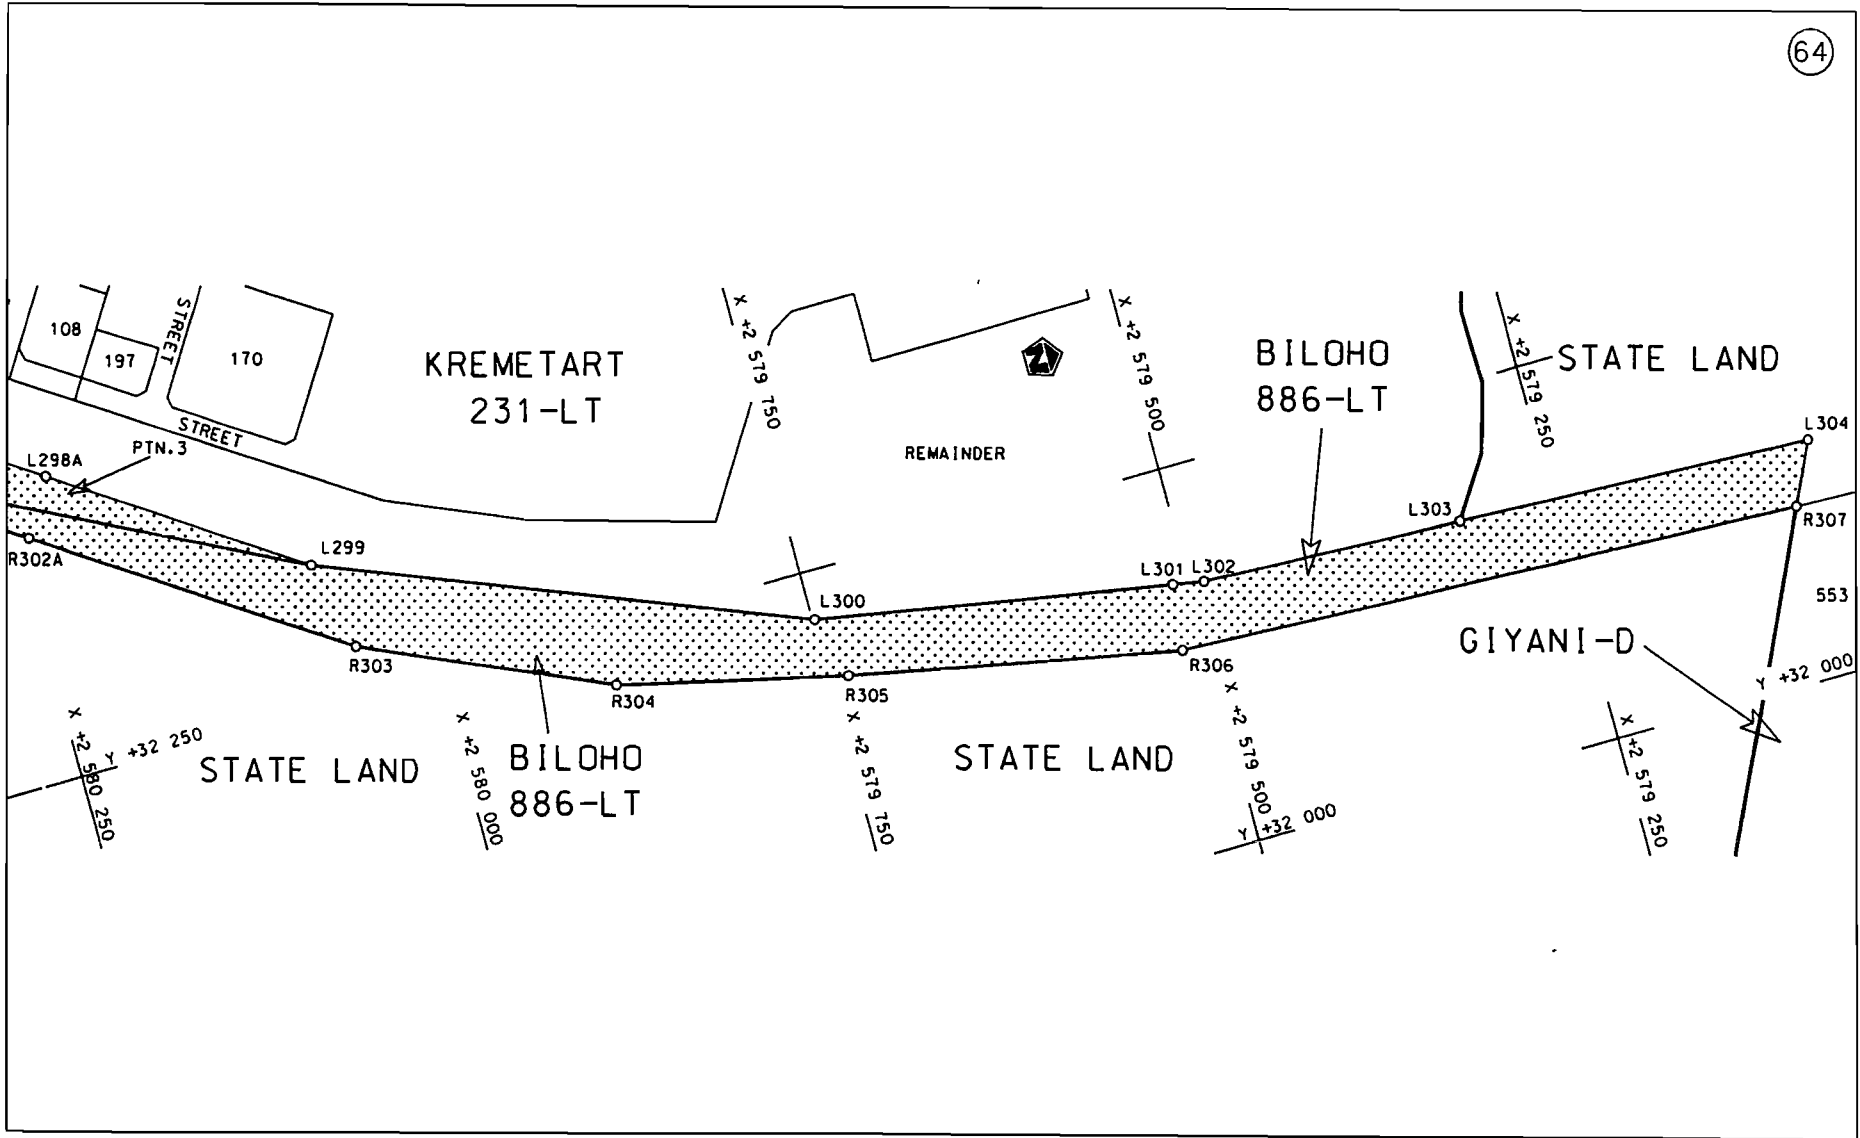 64
108
197
STREET
170
STREET
KREMETART
231-LT
X +2 579 750
X +2 579 500
REMAINDER
BILOHO
886-LT
X +2 579 250
STATE LAND
L304
PTN.3
L298A
R302A
L299
L300
L301
L302
L303
R307
553
R303
R304
R305
R306
GIYANI-D
Y +32 000
X +2 580 250
Y +32 250
STATE LAND
X +2 580 000
BILOHO
886-LT
X +2 579 750
STATE LAND
X +2 579 500
Y +32 000
X +2 579 250